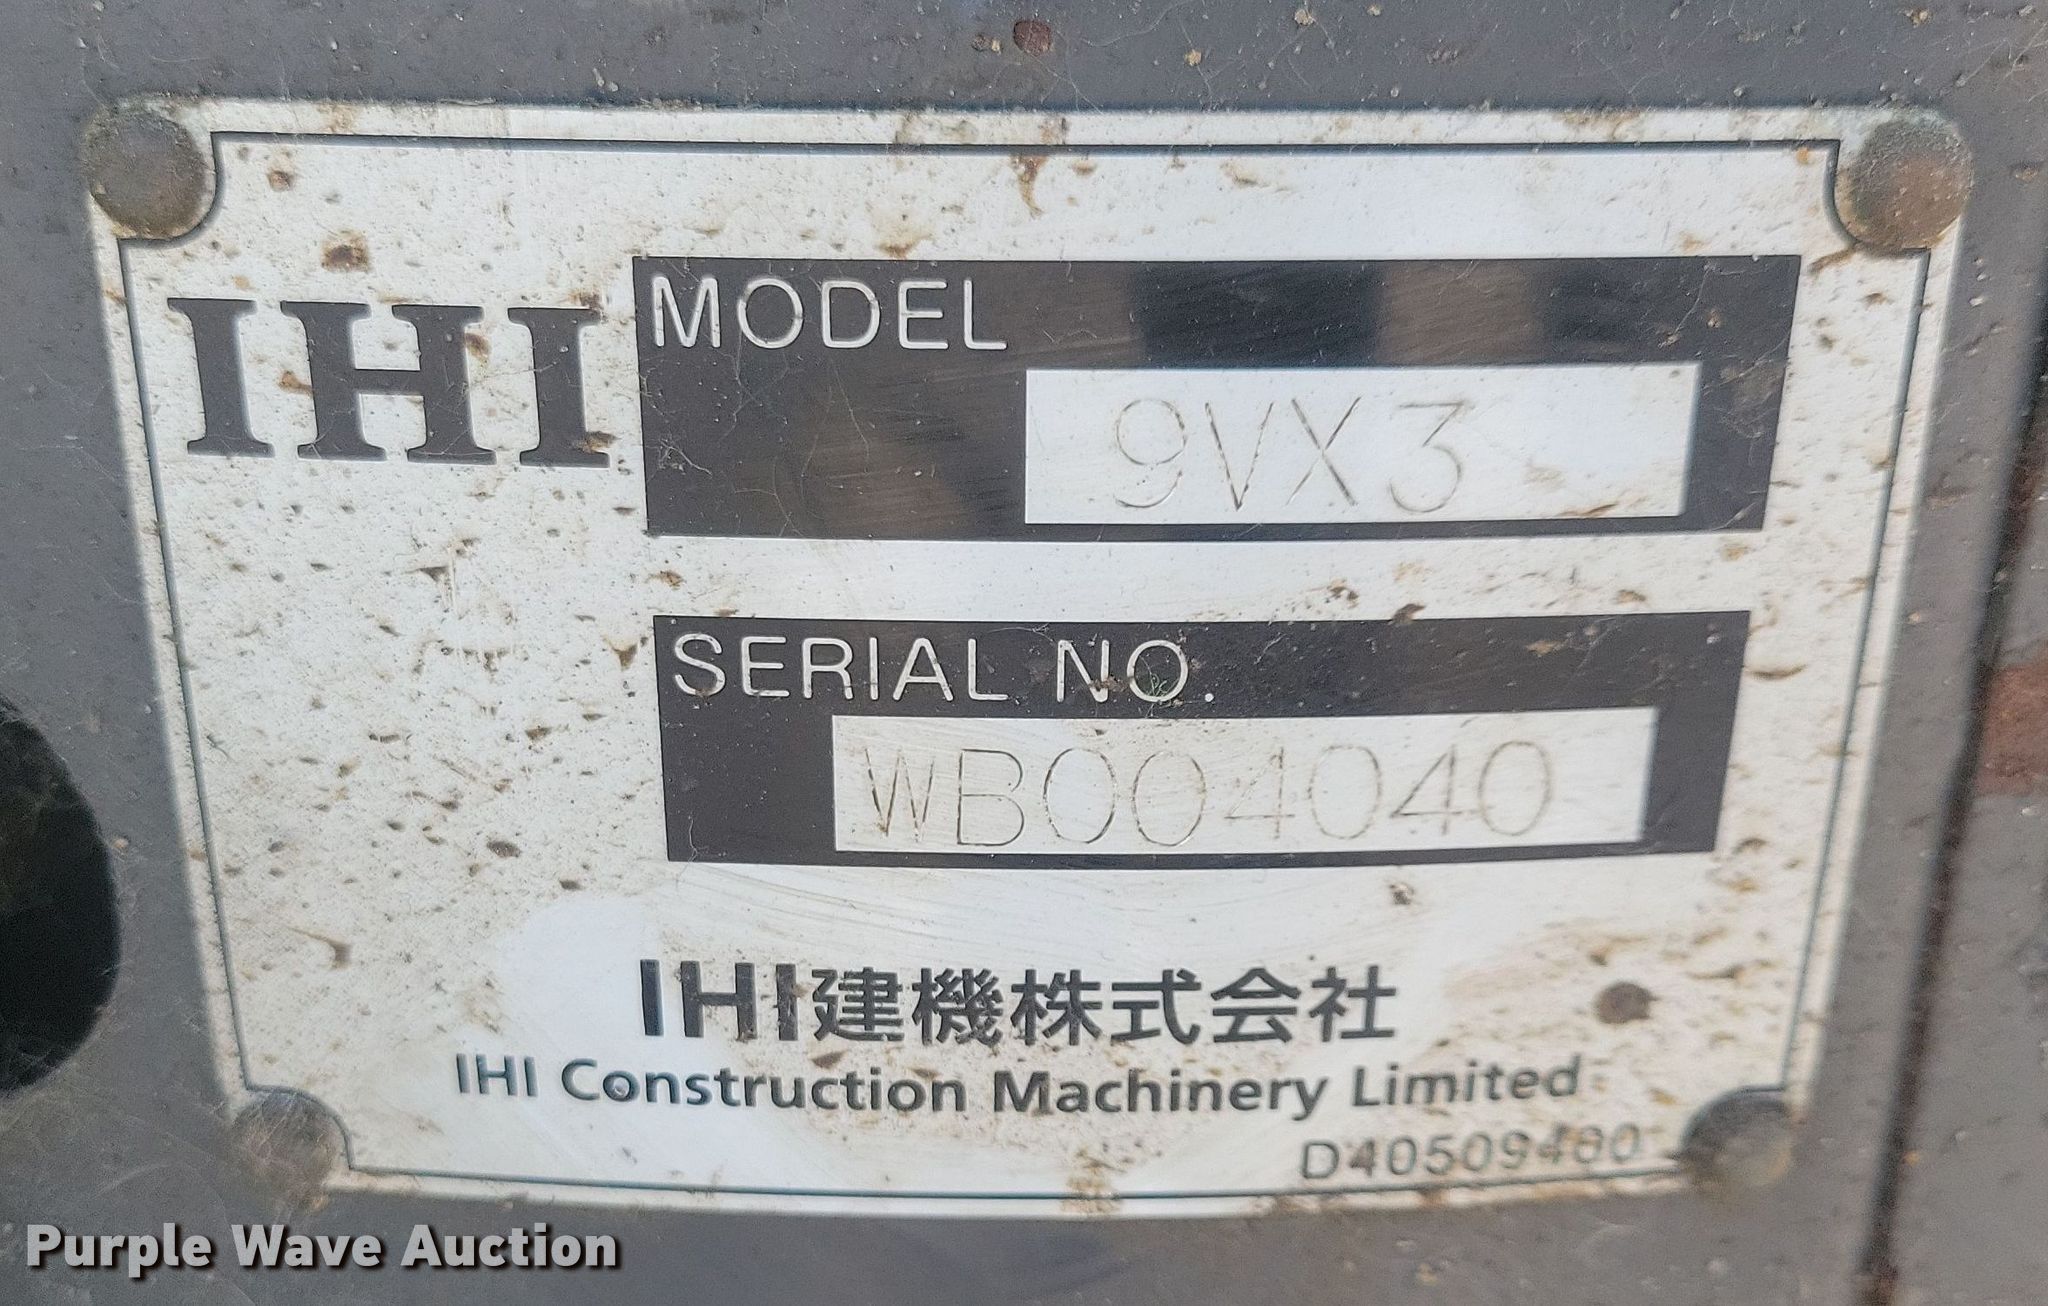 IHI
MODEL
9VX3
SERIAL NO.
WB004040
IHI建機株式会社
IHI Construction Machinery Limited
D40509400
Purple Wave Auction